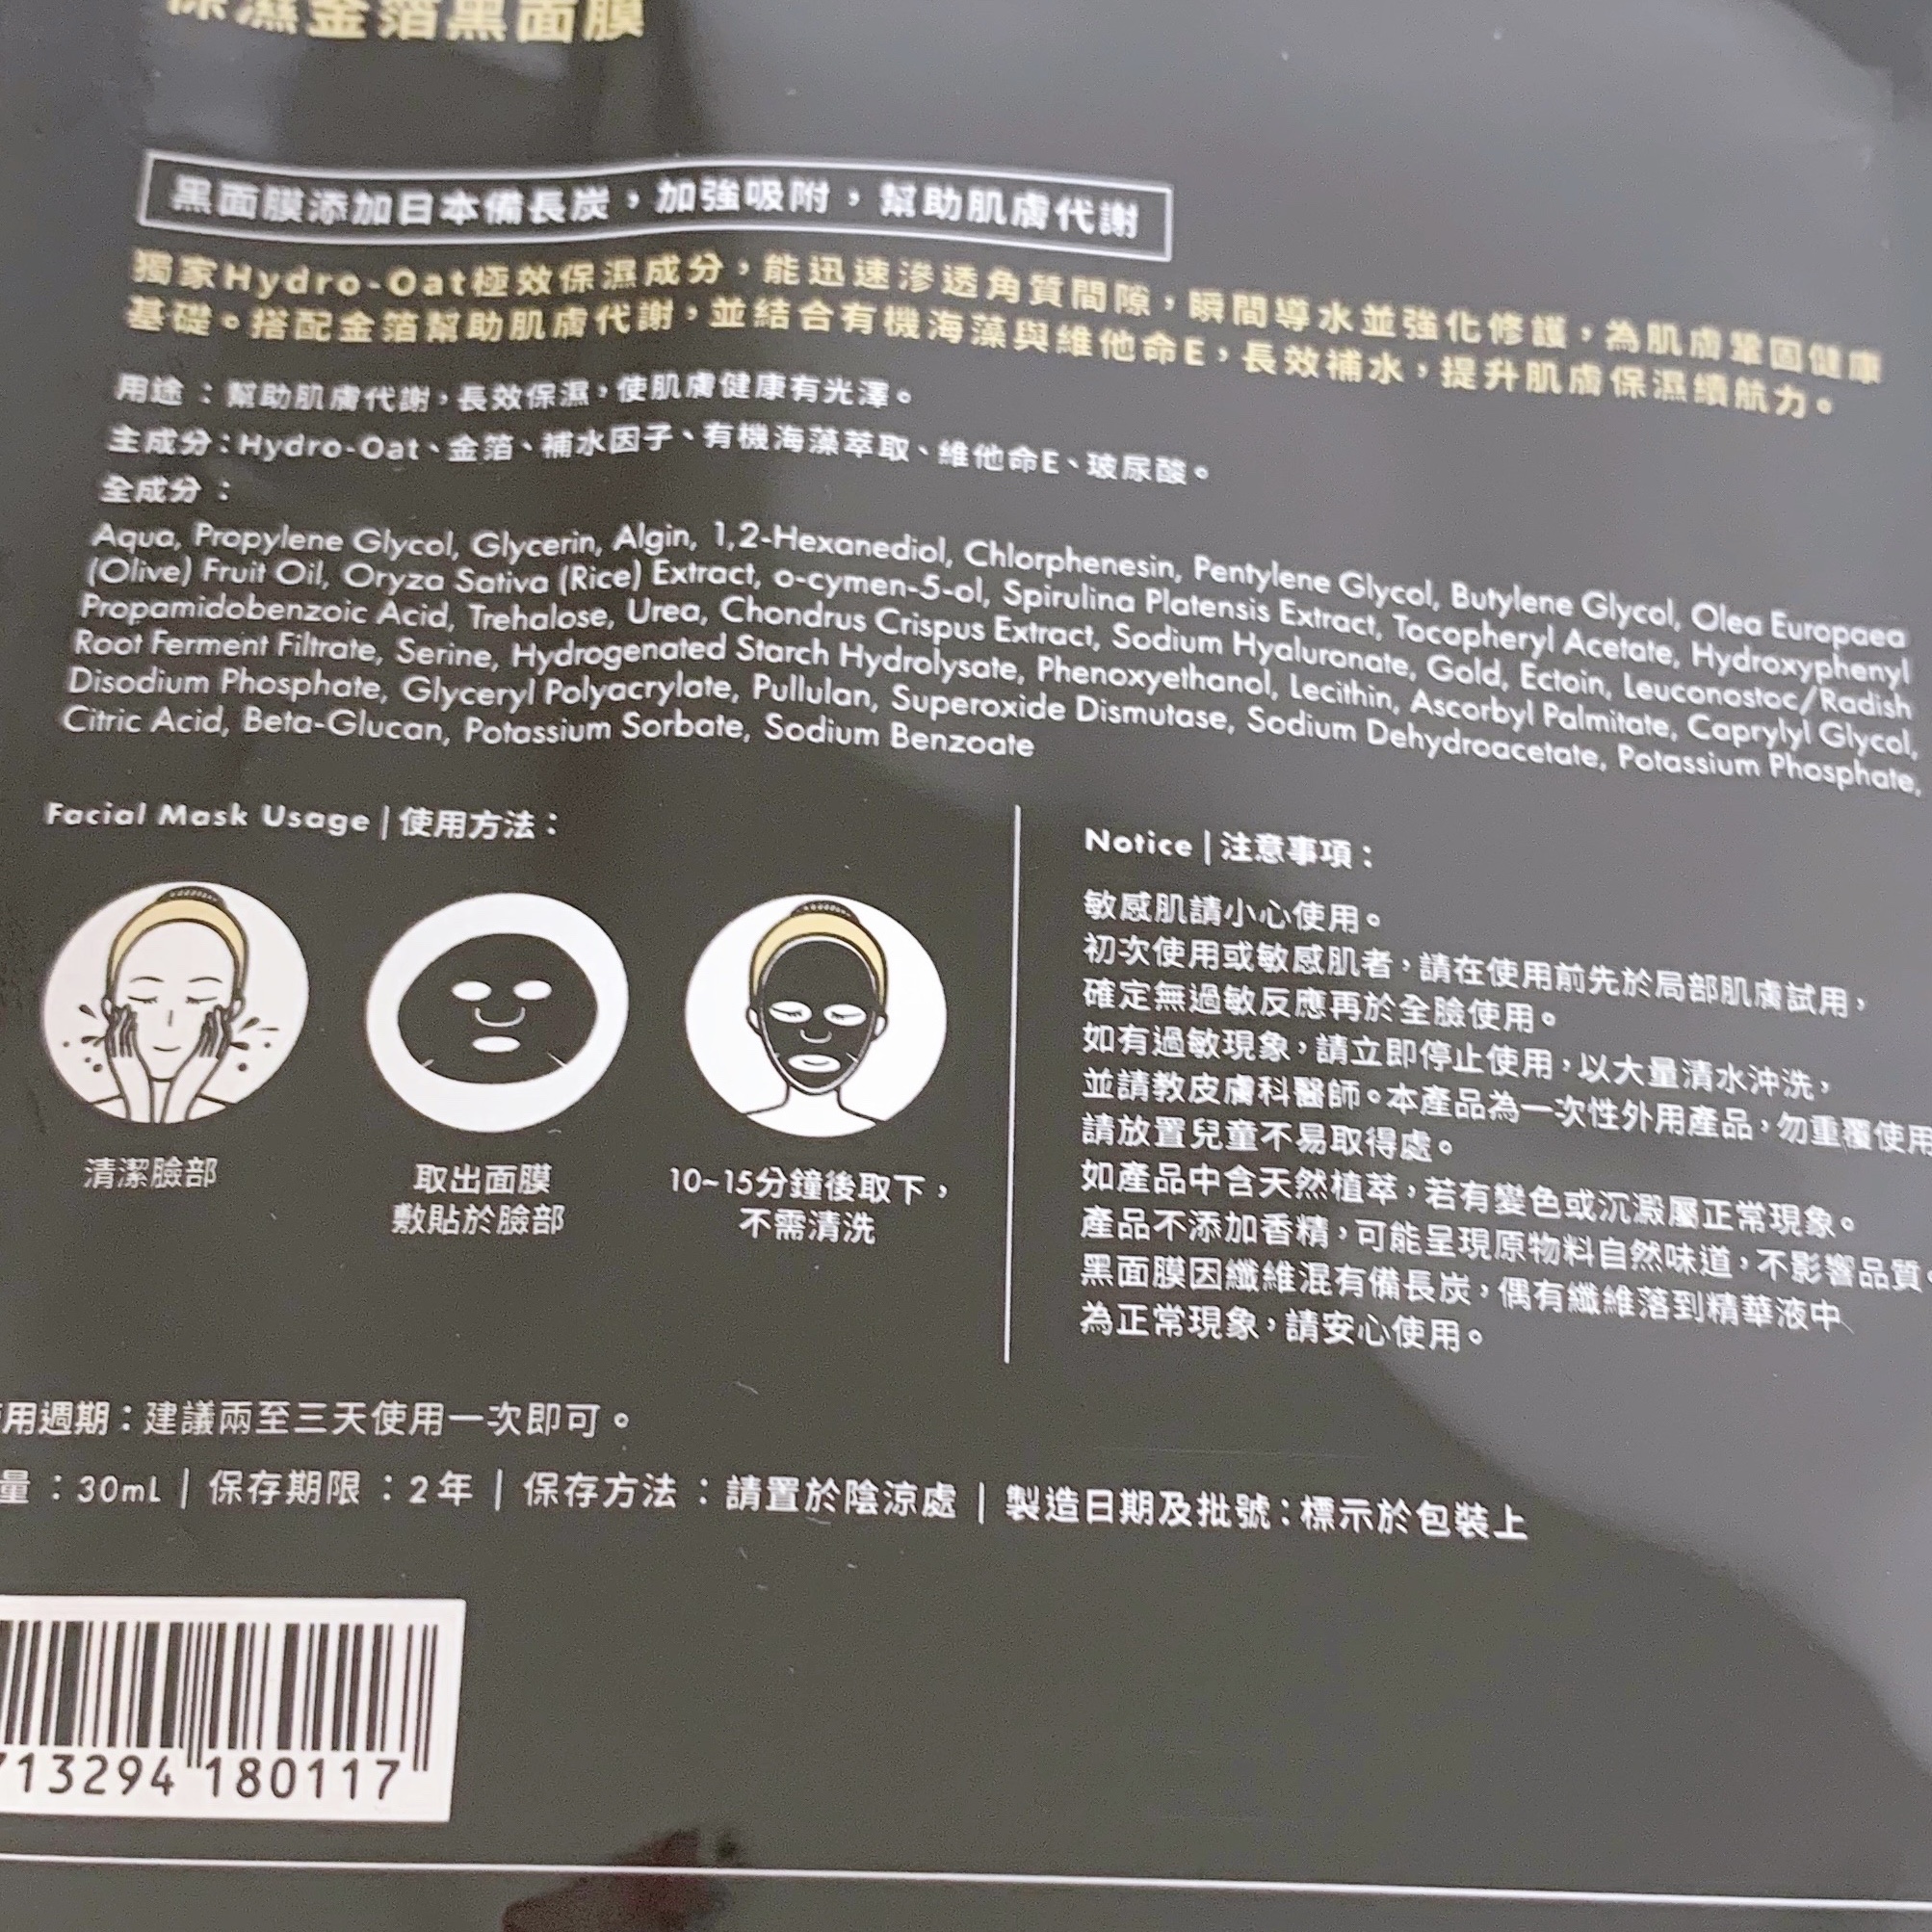 保濕金箔黑面膜
黑面膜添加日本備長炭，加強吸附，幫助肌膚代謝
獨家Hydro-Oat極效保濕成分，能迅速滲透角質間隙，瞬間導水並強化修護，為肌膚鞏固健康
基礎。搭配金箔幫助肌膚代謝，並結合有機海藻與維他命E，長效補水，提升肌膚保濕續航力。
用途：幫助肌膚代謝，長效保濕，使肌膚健康有光澤。
主成分：Hydro-Oat、金箔、補水因子、有機海藻萃取、維他命E、玻尿酸。
全成分：
Aqua, Propylene Glycol, Glycerin, Algin, 1,2-Hexanediol, Chlorphenesin, Pentylene Glycol, Butylene Glycol, Olea Europaea
(Olive) Fruit Oil, Oryza Sativa (Rice) Extract, o-cymen-5-ol, Spirulina Platensis Extract, Tocopheryl Acetate, Hydroxyphenyl
Propamidobenzoic Acid, Trehalose, Urea, Chondrus Crispus Extract, Sodium Hyaluronate, Gold, Ectoin, Leuconostoc/Radish
Root Ferment Filtrate, Serine, Hydrogenated Starch Hydrolysate, Phenoxyethanol, Lecithin, Ascorbyl Palmitate, Caprylyl Glycol,
Disodium Phosphate, Glyceryl Polyacrylate, Pullulan, Superoxide Dismutase, Sodium Dehydroacetate, Potassium Phosphate,
Citric Acid, Beta-Glucan, Potassium Sorbate, Sodium Benzoate
Facial Mask Usage | 使用方法：
清潔臉部
取出面膜
敷貼於臉部
10~15分鐘後取下，
不需清洗
Notice | 注意事項：
敏感肌請小心使用。
初次使用或敏感肌者，請在使用前先於局部肌膚試用，
確定無過敏反應再於全臉使用。
如有過敏現象，請立即停止使用，以大量清水沖洗，
並請教皮膚科醫師。本產品為一次性外用產品，勿重覆使用
請放置兒童不易取得處。
如產品中含天然植萃，若有變色或沉澱屬正常現象。
產品不添加香精，可能呈現原物料自然味道，不影響品質。
黑面膜因纖維混有備長炭，偶有纖維落到精華液中
為正常現象，請安心使用。
用週期：建議兩至三天使用一次即可。
量：30mL | 保存期限：2年 | 保存方法：請置於陰涼處 | 製造日期及批號：標示於包裝上
713294 180117